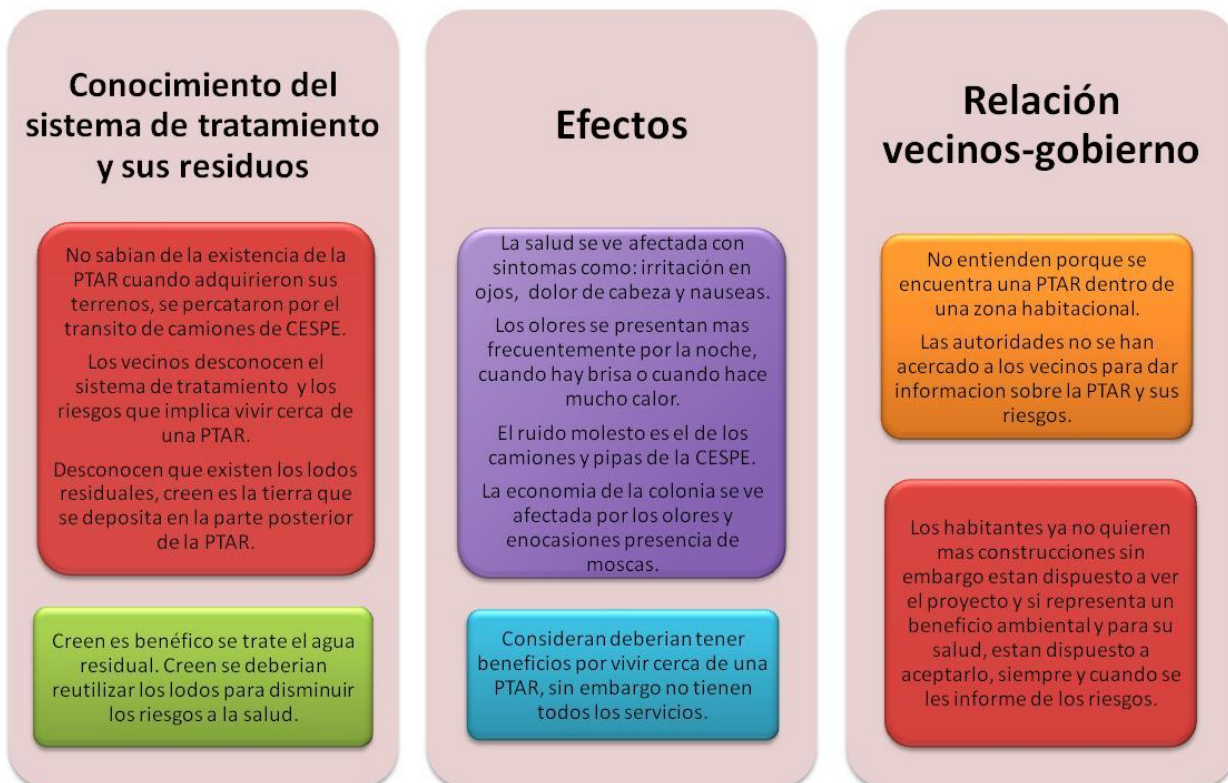 Conocimiento del
sistema de tratamiento
y sus residuos
No sabian de la existencia de la
PTAR cuando adquirieron sus
terrenos, se percataron por el
transito de camiones de CESPE.
Los vecinos desconocen el
sistema de tratamiento y los
riesgos que implica vivir cerca de
una PTAR.
Desconocen que existen los lodos
residuales, creen es la tierra que
se deposita en la parte posterior
de la PTAR.
Creen es benéfico se trate el agua
residual. Creen se deberian
reutilizar los lodos para disminuir
los riesgos a la salud.
Efectos
La salud se ve afectada con
sintomas como: irritación en
ojos, dolor de cabeza y nauseas.
Los olores se presentan mas
frecuentemente por la noche,
cuando hay brisa o cuando hace
mucho calor.
El ruido molesto es el de los
camiones y pipas de la CESPE.
La economia de la colonia se ve
afectada por los olores y
enocasiones presencia de
moscas.
Consideran deberian tener
beneficios por vivir cerca de una
PTAR, sin embargo no tienen
todos los servicios.
Relación
vecinos-gobierno
No entienden porque se
encuentra una PTAR dentro de
una zona habitacional.
Las autoridades no se han
acercado a los vecinos para dar
informacion sobre la PTAR y sus
riesgos.
Los habitantes ya no quieren
mas construcciones sin
embargo estan dispuesto a ver
el proyecto y si representa un
beneficio ambiental y para su
salud, estan dispuesto a
aceptarlo, siempre y cuando se
les informe de los riesgos.